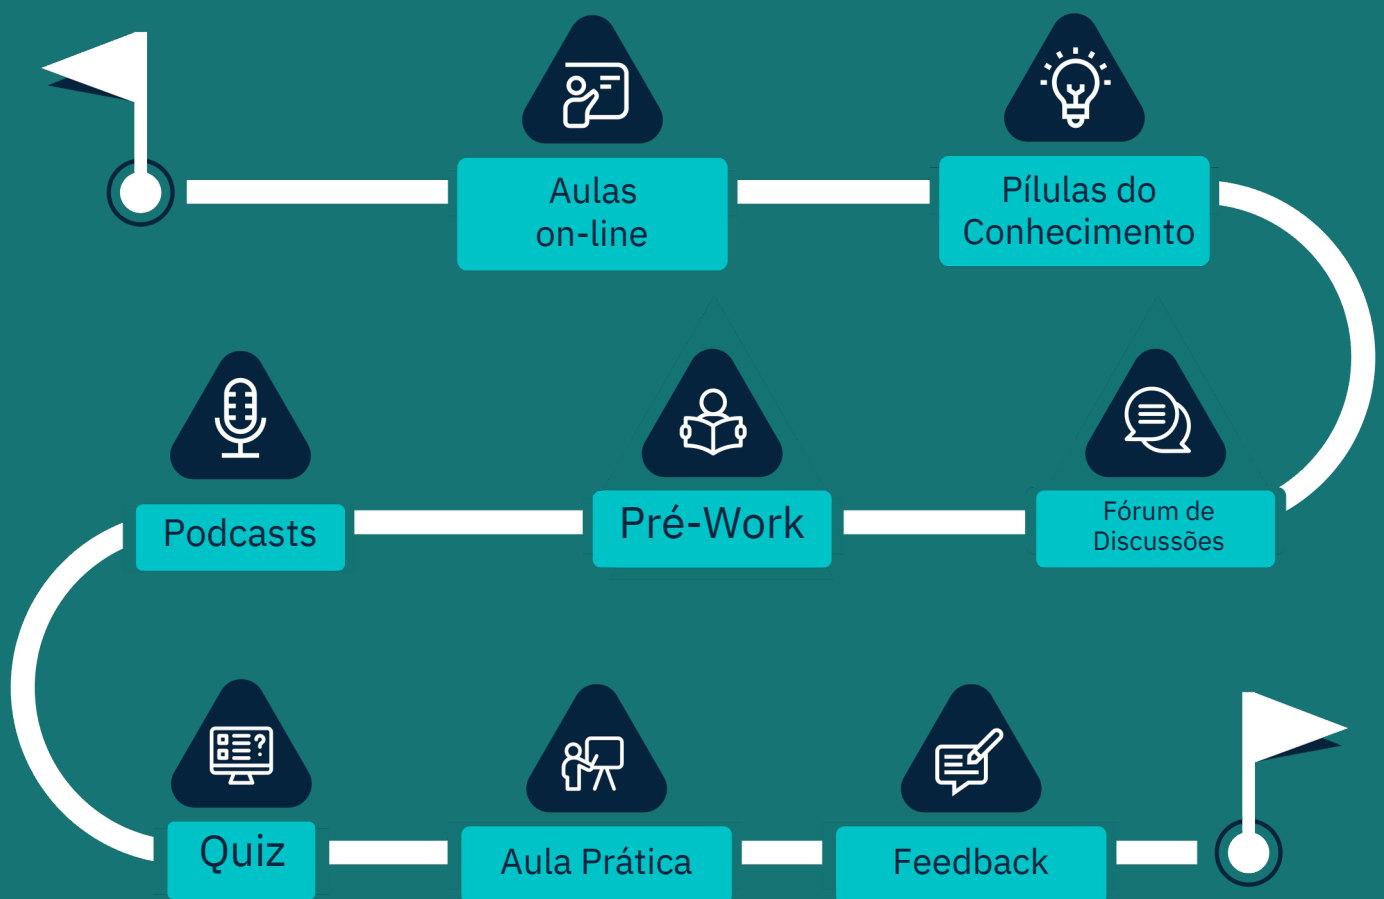 Aulas
on-line
Pílulas do
Conhecimento
Fórum de
Discussões
Pré-Work
Podcasts
Quiz
Aula Prática
Feedback